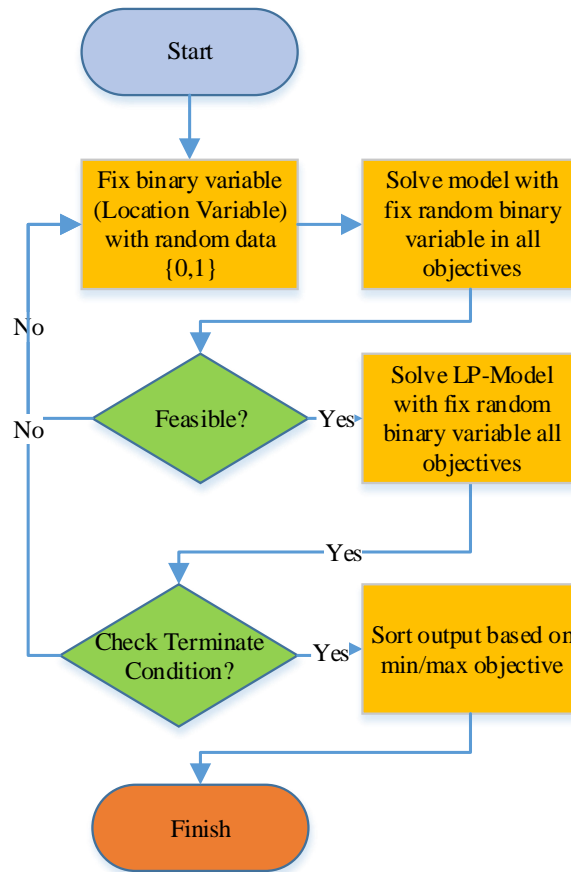 Start
Fix binary variable
(Location Variable)
with random data
{0,1}
Solve model with
fix random binary
variable in all
objectives
No
Feasible?
Yes
Solve LP-Model
with fix random
binary variable all
objectives
No
Yes
Check Terminate
Condition?
Yes
Sort output based on
min/max objective
Finish